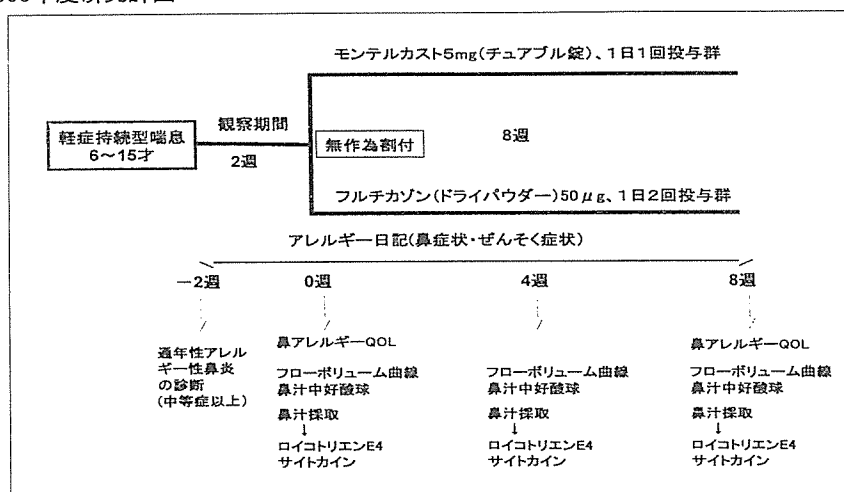 モンテルカスト5mg(チュアブル錠)、1日1回投与群
軽症持続型喘息
6〜15才
観察期間
2週
無作為割付
8週
フルチカゾン(ドライパウダー)50μg、1日2回投与群
アレルギー日記(鼻症状・ぜんそく症状)
−2週
0週
4週
8週
通年性アレル
ギー性鼻炎
の診断
(中等症以上)
鼻アレルギーQOL
フローボリューム曲線
鼻汁中好酸球
鼻汁採取
↓
ロイコトリエンE4
サイトカイン
フローボリューム曲線
鼻汁中好酸球
鼻汁採取
↓
ロイコトリエンE4
サイトカイン
鼻アレルギーQOL
フローボリューム曲線
鼻汁中好酸球
鼻汁採取
↓
ロイコトリエンE4
サイトカイン